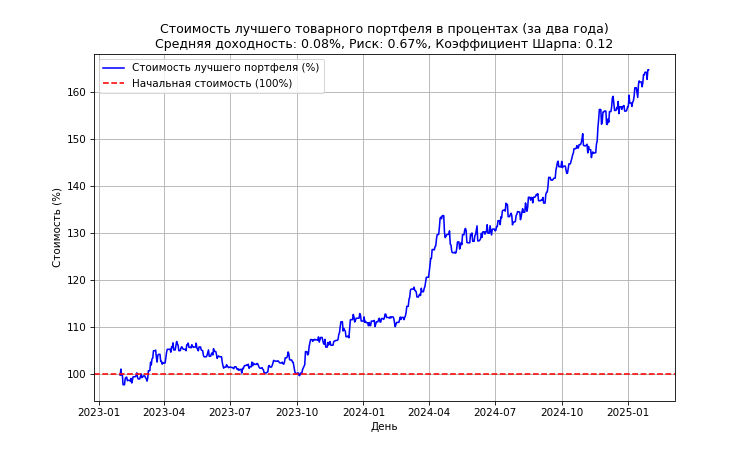 Стоимость лучшего товарного портфеля в процентах (за два года)
Средняя доходность: 0.08%, Риск: 0.67%, Коэффициент Шарпа: 0.12
Стоимость лучшего портфеля (%)
Начальная стоимость (100%)
Стоимость (%)
160
150
140
130
120
110
100
2023-01 2023-04 2023-07 2023-10 2024-01 2024-04 2024-07 2024-10 2025-01
День